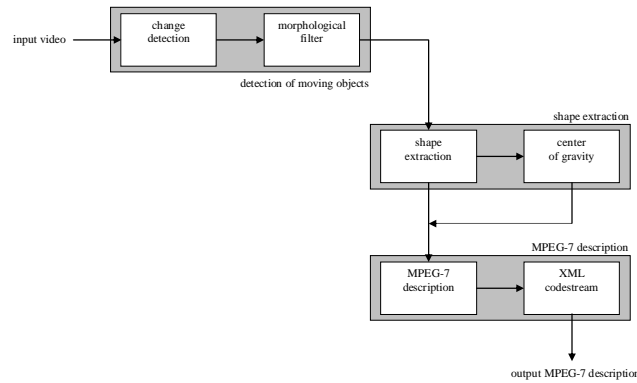 input video
change
detection
morphological
filter
detection of moving objects
shape extraction
shape
extraction
center
of gravity
MPEG-7 description
MPEG-7
description
XML
codestream
output MPEG-7 description